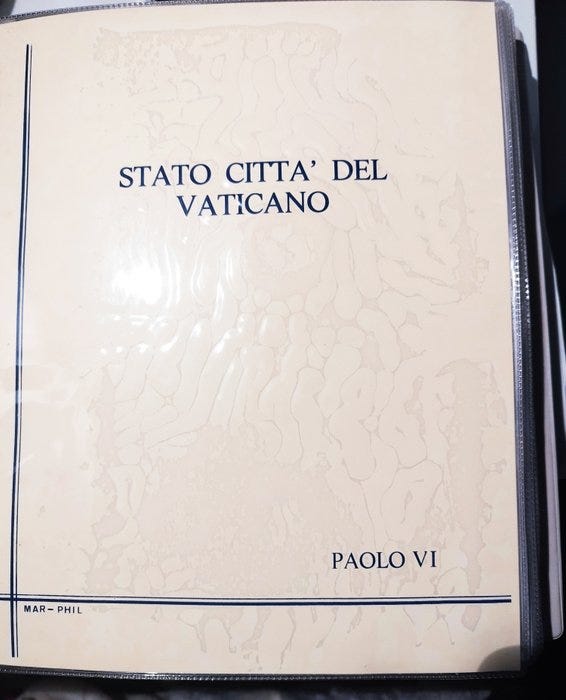 STATO CITTA' DEL
VATICANO
PAOLO VI
MAR-PHIL